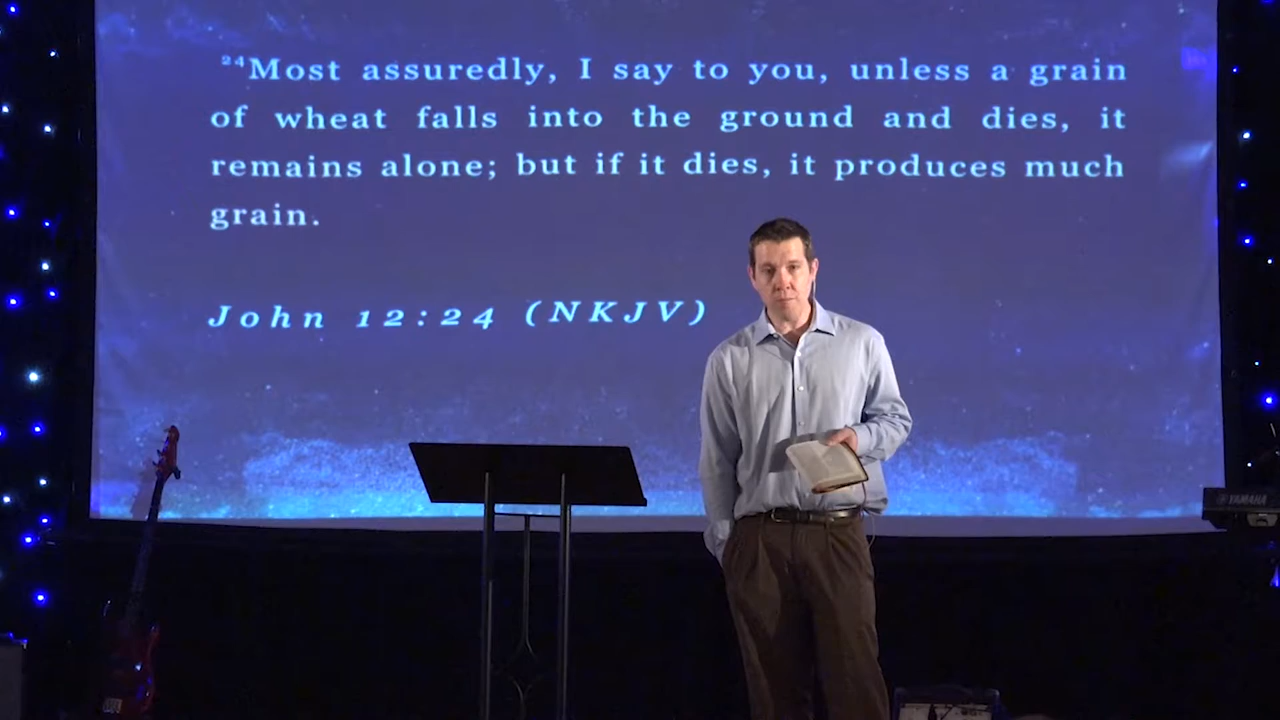 ²⁴Most assuredly, I say to you, unless a grain
of wheat falls into the ground and dies, it
remains alone; but if it dies, it produces much
grain.
John 12:24 (NKJV)
YAMAHA